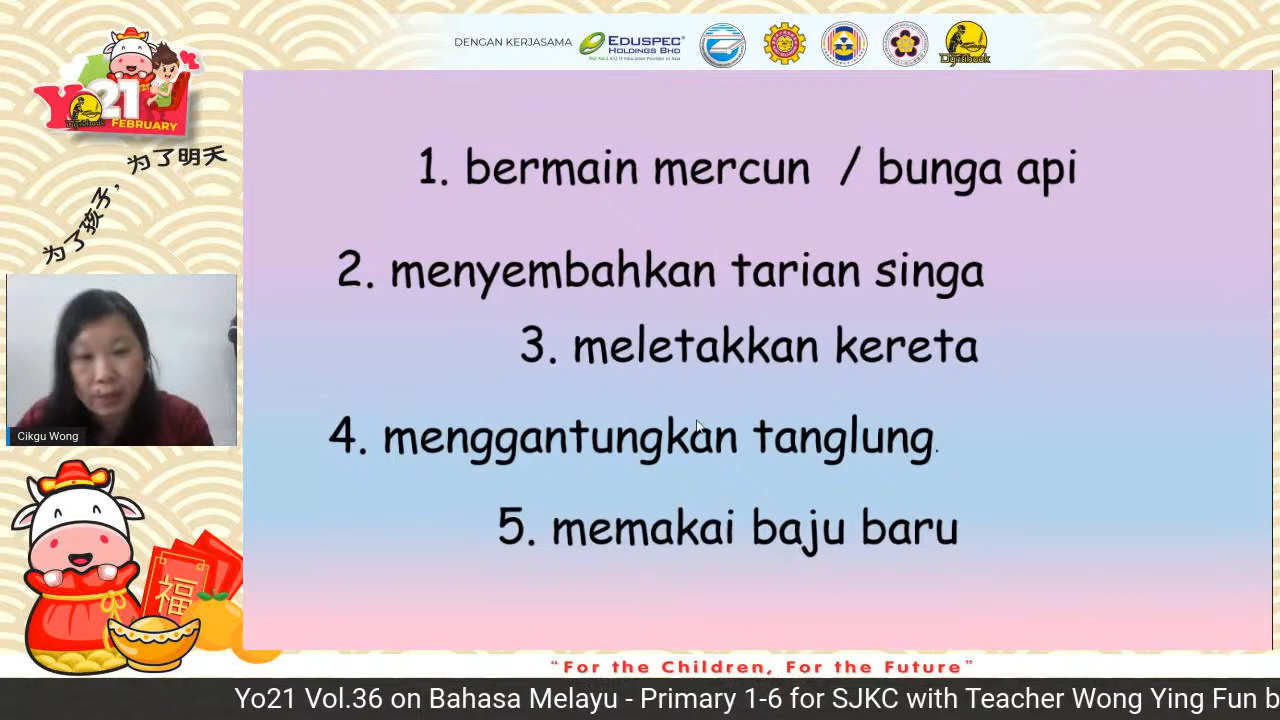 DENGAN KERJASAMA
EDUSPEC
HOLDINGS BHD
Yo21
FEBRUARY
为了孩子，为了明天
1. bermain mercun / bunga api
2. menyembahkan tarian singa
3. meletakkan kereta
4. menggantungkan tanglung.
5. memakai baju baru
Cikgu Wong
福
“For the Children, For the Future”
Yo21 Vol.36 on Bahasa Melayu - Primary 1-6 for SJKC with Teacher Wong Ying Fun b